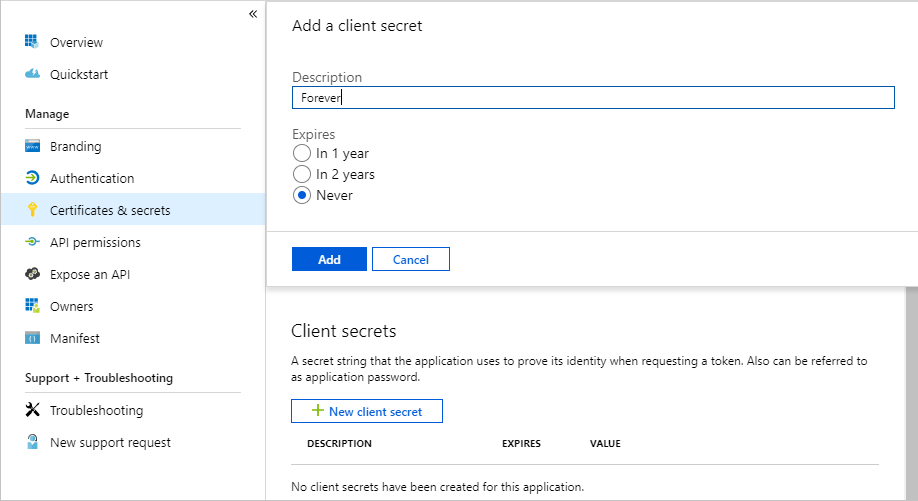 «
Overview
Quickstart
Manage
Branding
Authentication
Certificates & secrets
API permissions
Expose an API
Owners
Manifest
Support + Troubleshooting
Troubleshooting
New support request
Add a client secret
Description
Forever
Expires
In 1 year
In 2 years
Never
Add Cancel
Client secrets
A secret string that the application uses to prove its identity when requesting a token. Also can be referred to
as application password.
New client secret
DESCRIPTION EXPIRES VALUE
No client secrets have been created for this application.